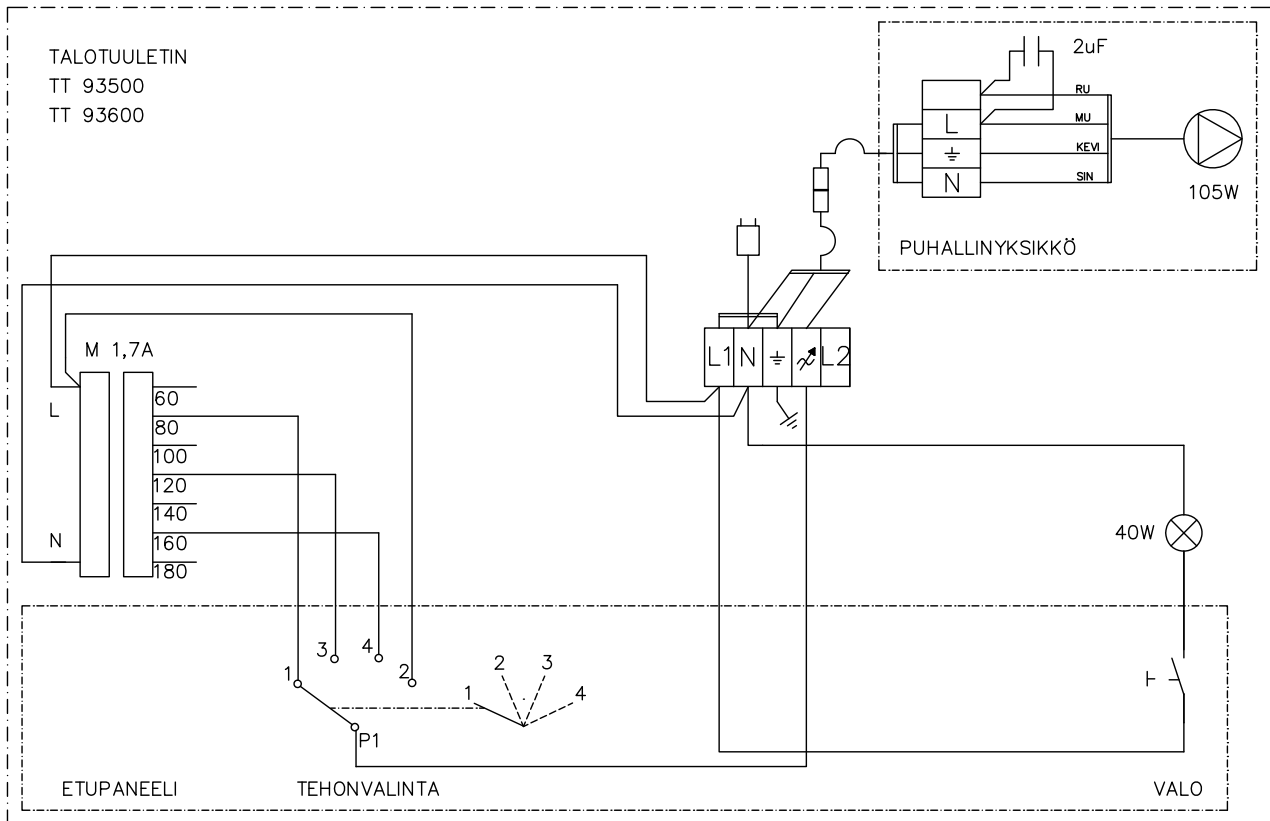 TALOTUULETIN
TT 93500
TT 93600
2uF
RU
L
MU
KEVI
N
SIN
105W
PUHALLINYKSIKKÖ
M 1,7A
L1 N L2
60
L
80
100
120
140
N
160
180
40W
3
4
1
2
1
2
3
4
P1
ETUPANEELI
TEHONVALINTA
VALO